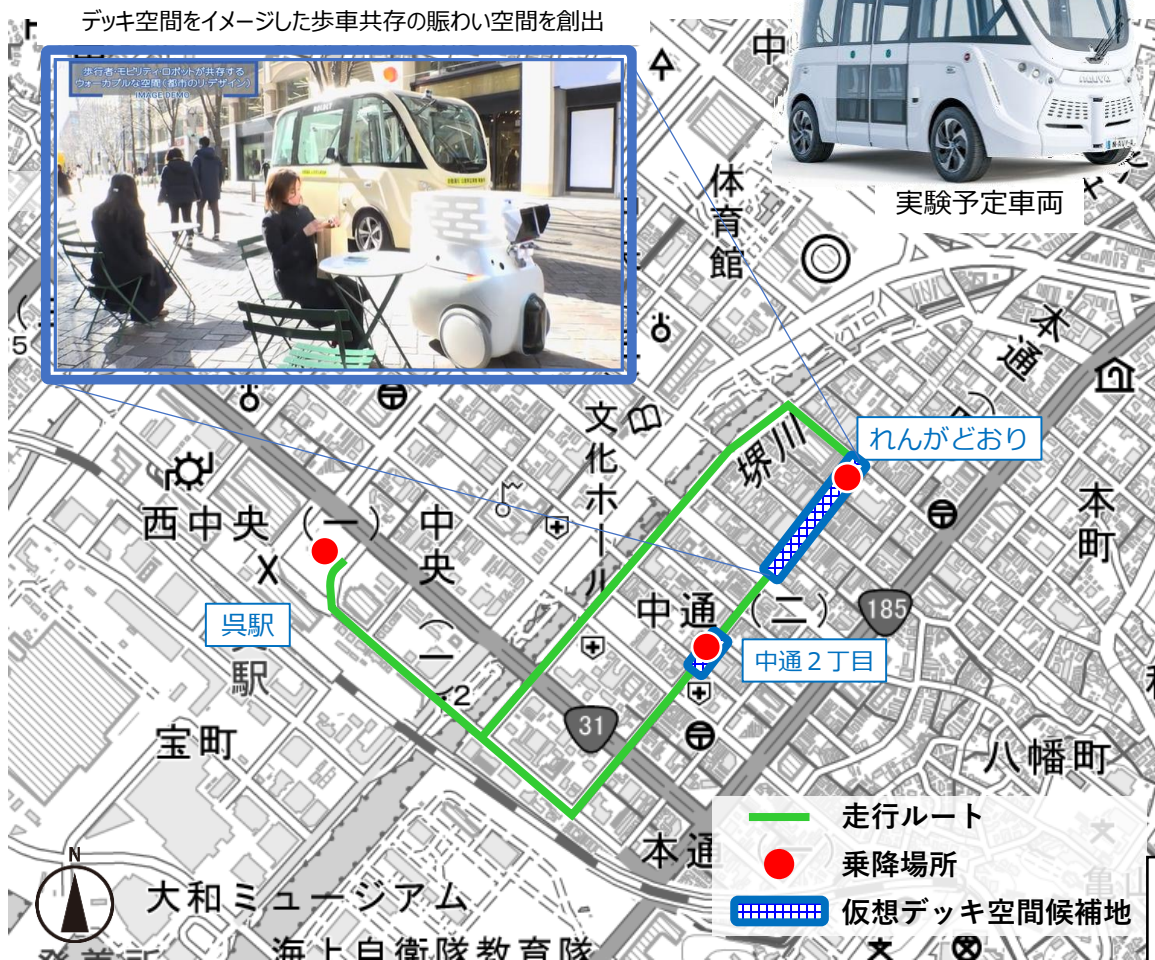 デッキ空間をイメージした歩車共存の賑わい空間を創出
歩行者・モビリティ・ロボットが共存する
ウォーカブルな空間（都市のリ・デザイン）
IMAGE DEMO
実験予定車両
中
体育館
本通
5
文化ホール
堺川
れんがどおり
本町
西中央（一）
中央（一）
呉駅
駅
中通（二）
185
中通２丁目
2
31
宝町
八幡町
本通
走行ルート
乗降場所
仮想デッキ空間候補地
N
大和ミュージアム
亀山
海上自衛隊教育隊